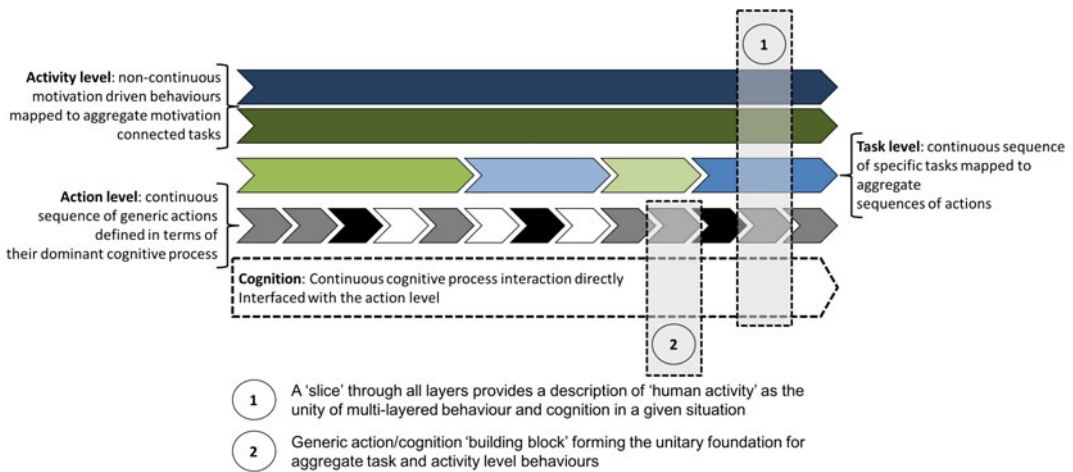 1
Activity level: non-continuous
motivation driven behaviours
mapped to aggregate motivation
connected tasks
Task level: continuous sequence
of specific tasks mapped to
aggregate
sequences of actions
Action level: continuous
sequence of generic actions
defined in terms of
their dominant cognitive process
Cognition: Continuous cognitive process interaction directly
Interfaced with the action level
2
1
A 'slice' through all layers provides a description of 'human activity' as the
unity of multi-layered behaviour and cognition in a given situation
2
Generic action/cognition 'building block' forming the unitary foundation for
aggregate task and activity level behaviours